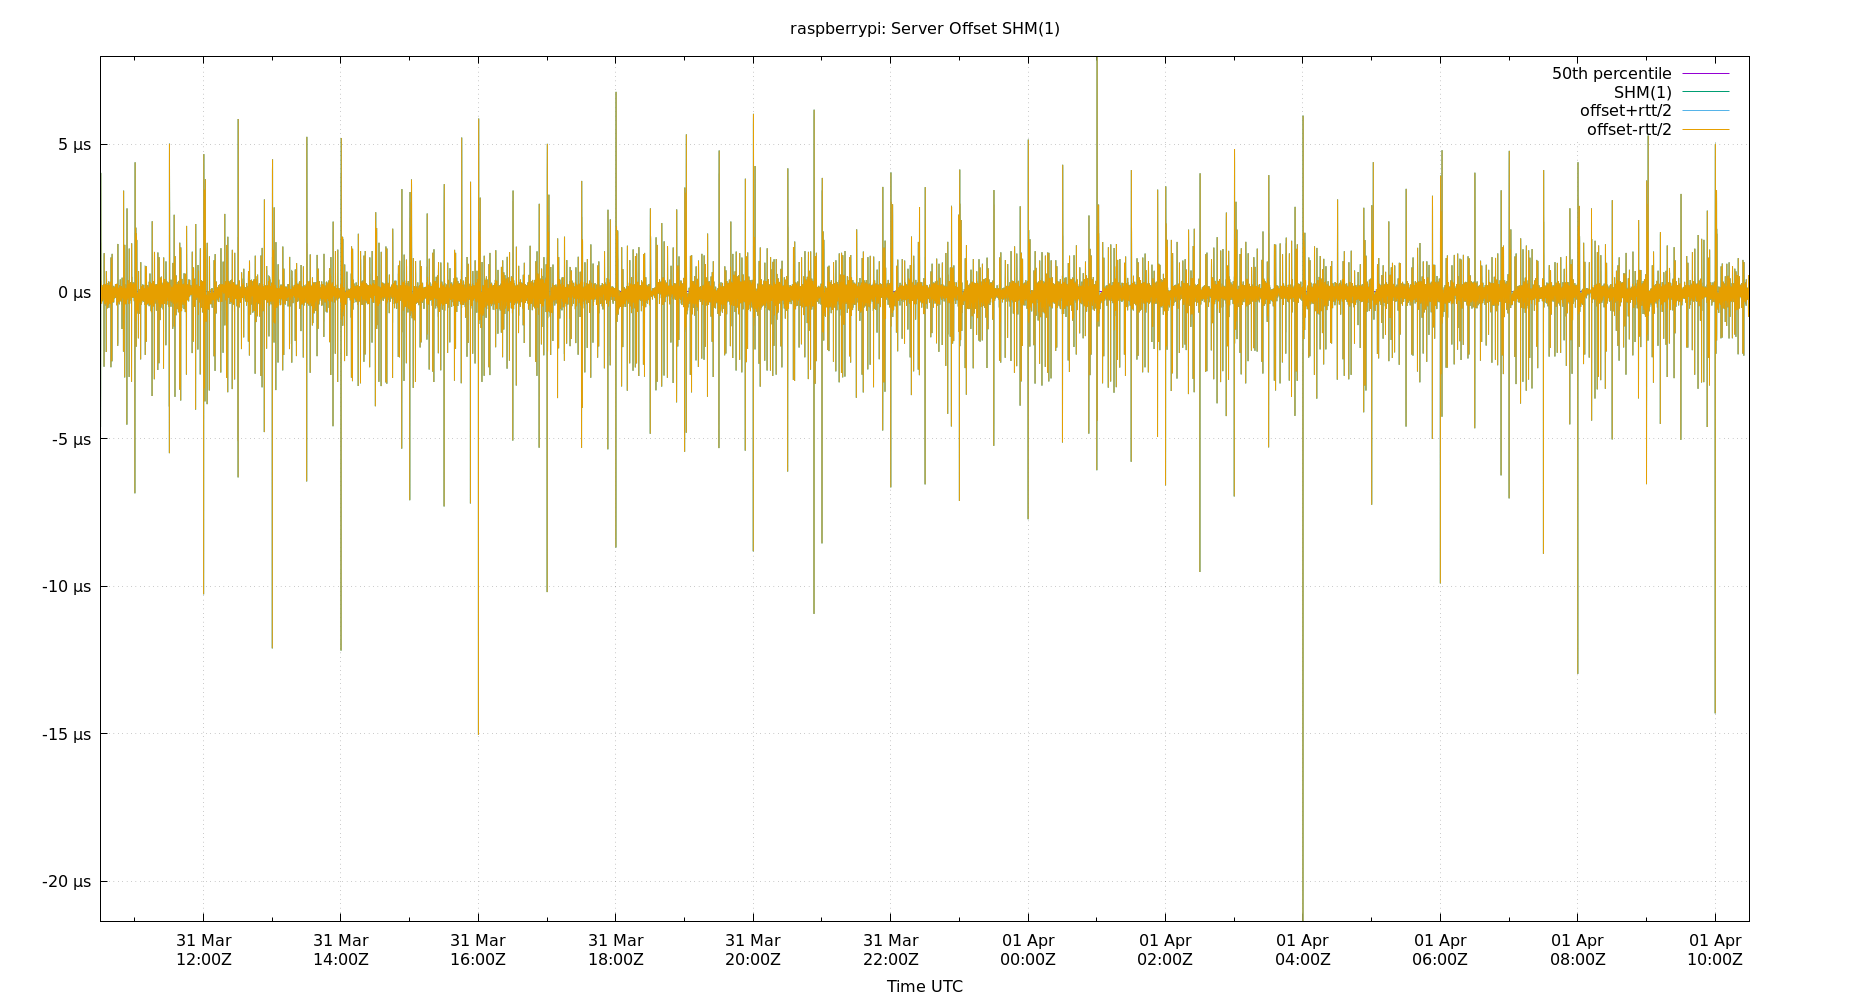 raspberrypi: Server Offset SHM(1)
50th percentile
SHM(1)
offset+rtt/2
offset-rtt/2
5 µs
0 µs
-5 µs
-10 µs
-15 µs
-20 µs
31 Mar 31 Mar 31 Mar 31 Mar 31 Mar 31 Mar 01 Apr 01 Apr 01 Apr 01 Apr 01 Apr 01 Apr
12:00Z 14:00Z 16:00Z 18:00Z 20:00Z 22:00Z 00:00Z 02:00Z 04:00Z 06:00Z 08:00Z 10:00Z
Time UTC